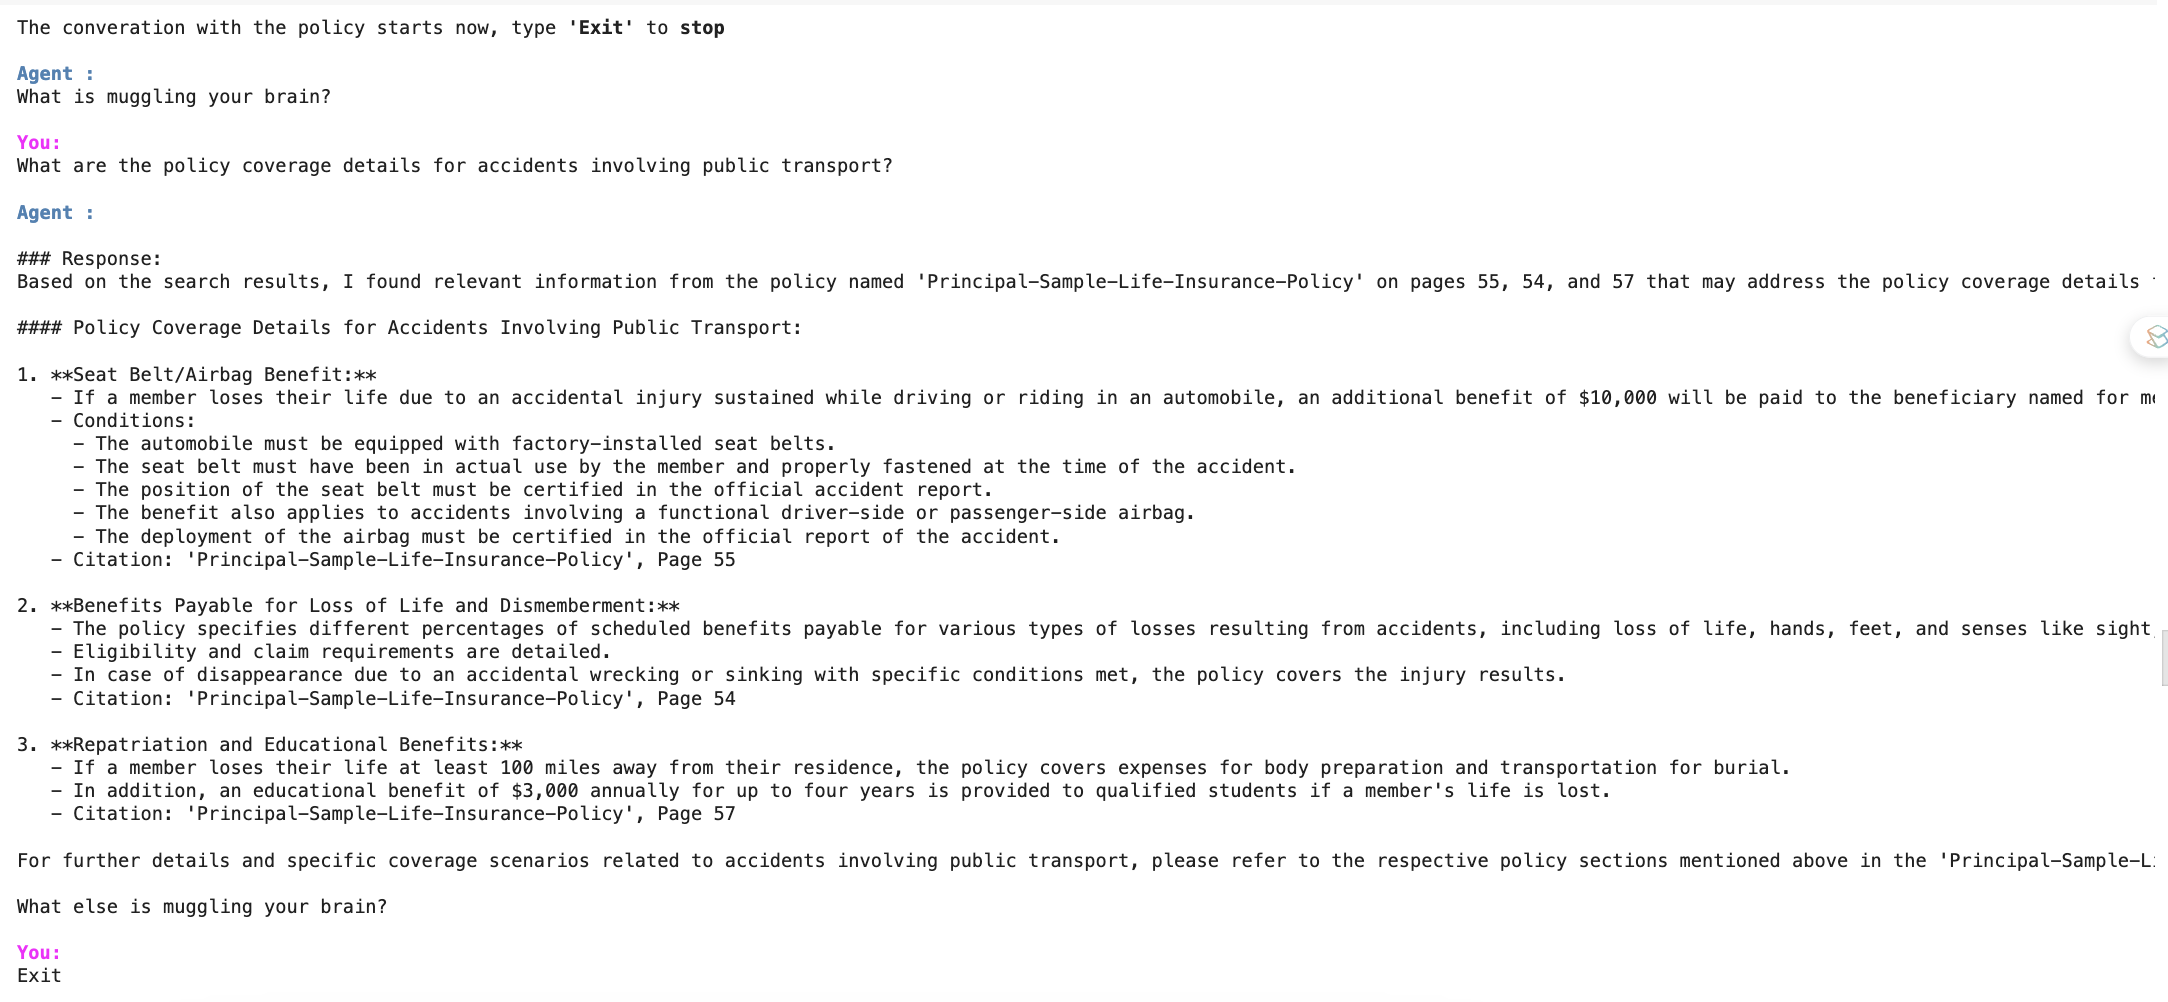 The converation with the policy starts now, type 'Exit' to stop
Agent :
What is muggling your brain?
You:
What are the policy coverage details for accidents involving public transport?
Agent :
### Response:
Based on the search results, I found relevant information from the policy named 'Principal-Sample-Life-Insurance-Policy' on pages 55, 54, and 57 that may address the policy coverage details
#### Policy Coverage Details for Accidents Involving Public Transport:
1. **Seat Belt/Airbag Benefit:**
- If a member loses their life due to an accidental injury sustained while driving or riding in an automobile, an additional benefit of $10,000 will be paid to the beneficiary named for
- Conditions:
- The automobile must be equipped with factory-installed seat belts.
- The seat belt must have been in actual use by the member and properly fastened at the time of the accident.
- The position of the seat belt must be certified in the official accident report.
- The benefit also applies to accidents involving a functional driver-side or passenger-side airbag.
- The deployment of the airbag must be certified in the official report of the accident.
- Citation: 'Principal-Sample-Life-Insurance-Policy', Page 55
2. **Benefits Payable for Loss of Life and Dismemberment:**
- The policy specifies different percentages of scheduled benefits payable for various types of losses resulting from accidents, including loss of life, hands, feet, and senses like sight
- Eligibility and claim requirements are detailed.
- In case of disappearance due to an accidental wrecking or sinking with specific conditions met, the policy covers the injury results.
- Citation: 'Principal-Sample-Life-Insurance-Policy', Page 54
3. **Repatriation and Educational Benefits:**
- If a member loses their life at least 100 miles away from their residence, the policy covers expenses for body preparation and transportation for burial.
- In addition, an educational benefit of $3,000 annually for up to four years is provided to qualified students if a member's life is lost.
- Citation: 'Principal-Sample-Life-Insurance-Policy', Page 57
For further details and specific coverage scenarios related to accidents involving public transport, please refer to the respective policy sections mentioned above in the 'Principal-Sample-
What else is muggling your brain?
You:
Exit